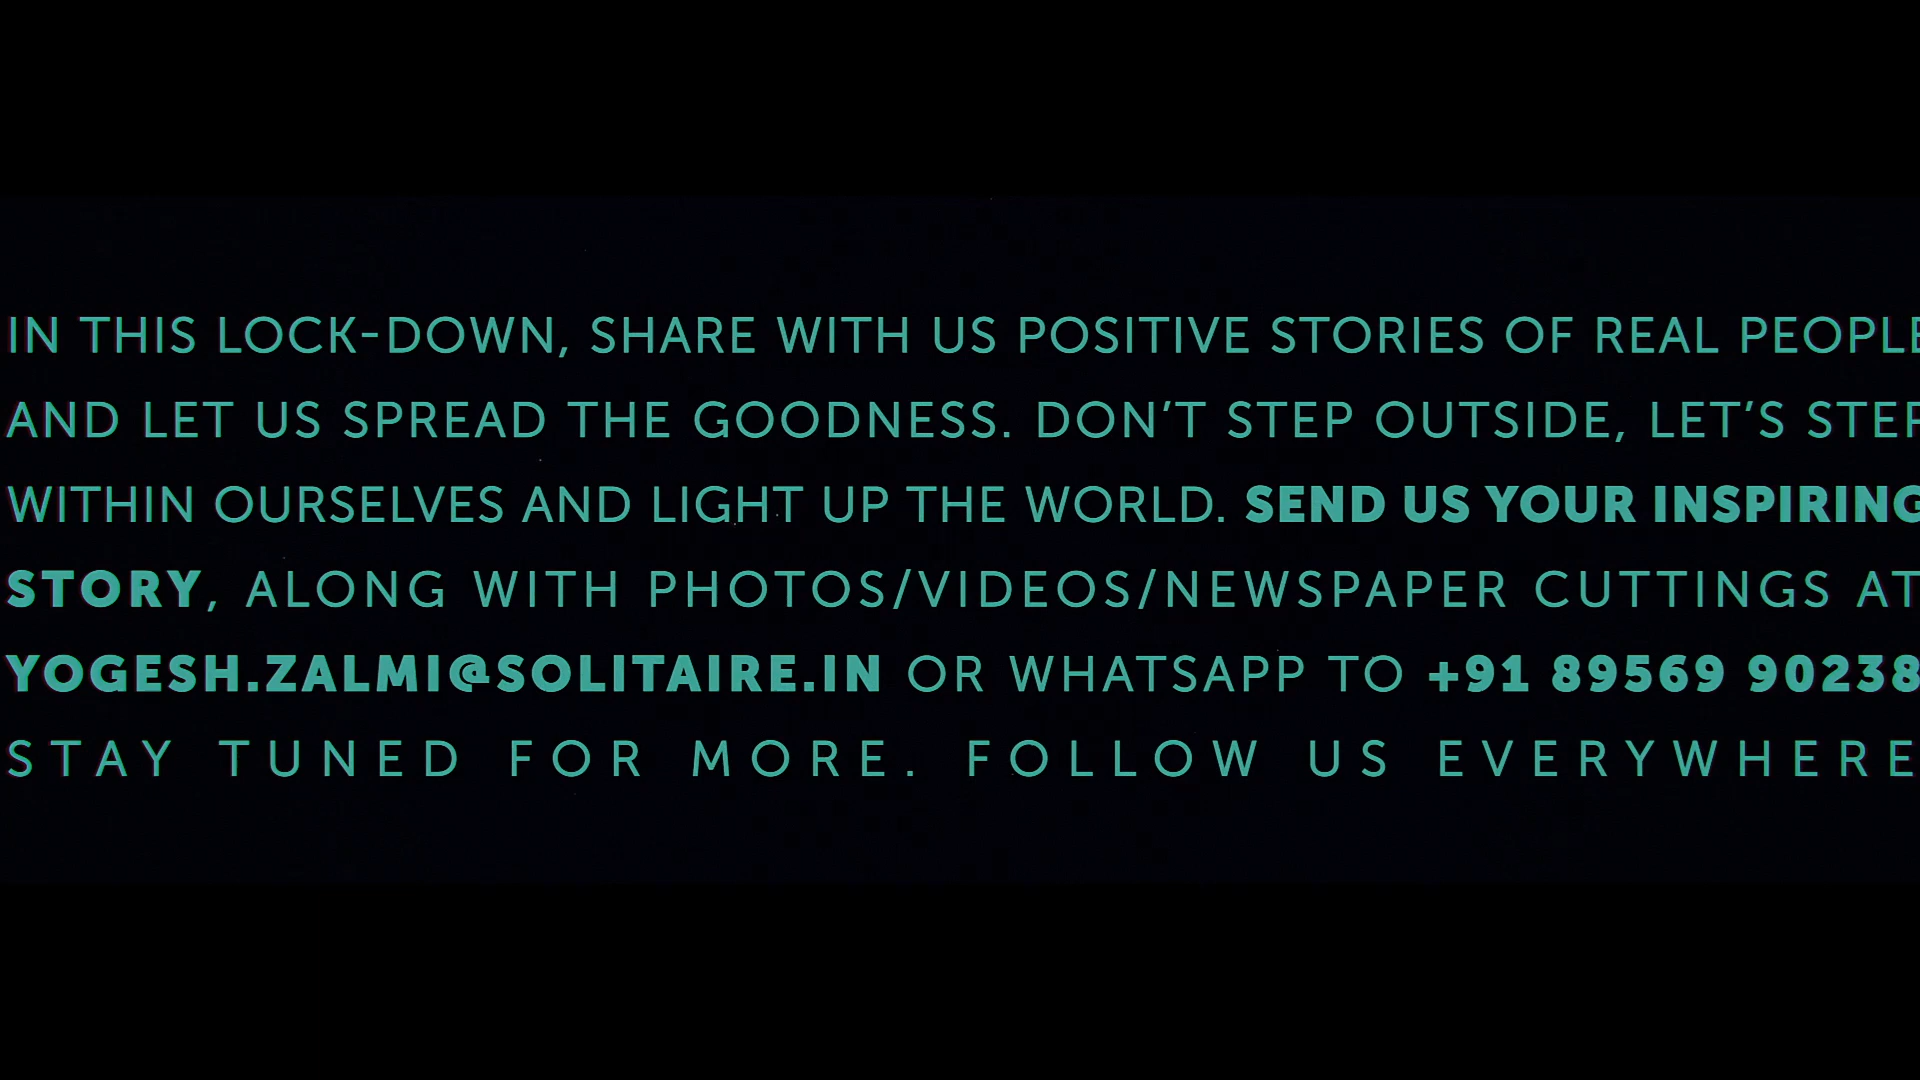 IN THIS LOCK-DOWN, SHARE WITH US POSITIVE STORIES OF REAL PEOPLE
AND LET US SPREAD THE GOODNESS. DON'T STEP OUTSIDE, LET'S STEP
WITHIN OURSELVES AND LIGHT UP THE WORLD. SEND US YOUR INSPIRING
STORY, ALONG WITH PHOTOS/VIDEOS/NEWSPAPER CUTTINGS AT
YOGESH.ZALMI@SOLITAIRE.IN OR WHATSAPP TO +91 89569 90238
STAY TUNED FOR MORE. FOLLOW US EVERYWHERE